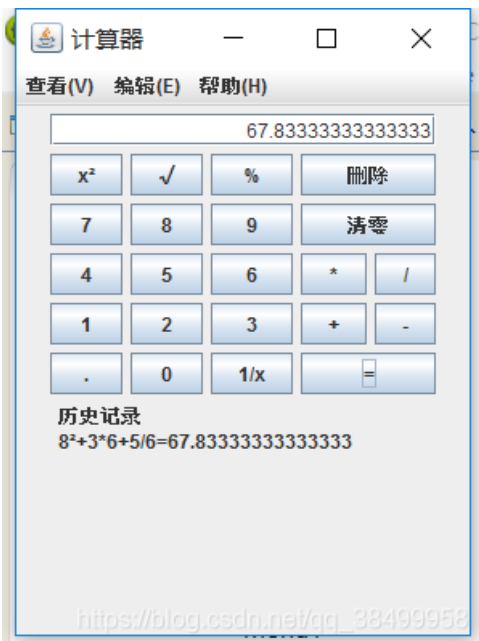 计算器
查看(V) 编辑(E) 帮助(H)
67.83333333333333
x² √ % 删除
7 8 9 清零
4 5 6 * /
1 2 3 + -
. 0 1/x =
历史记录
8²+3*6+5/6=67.83333333333333
https://blog.csdn.net/qq_38499958